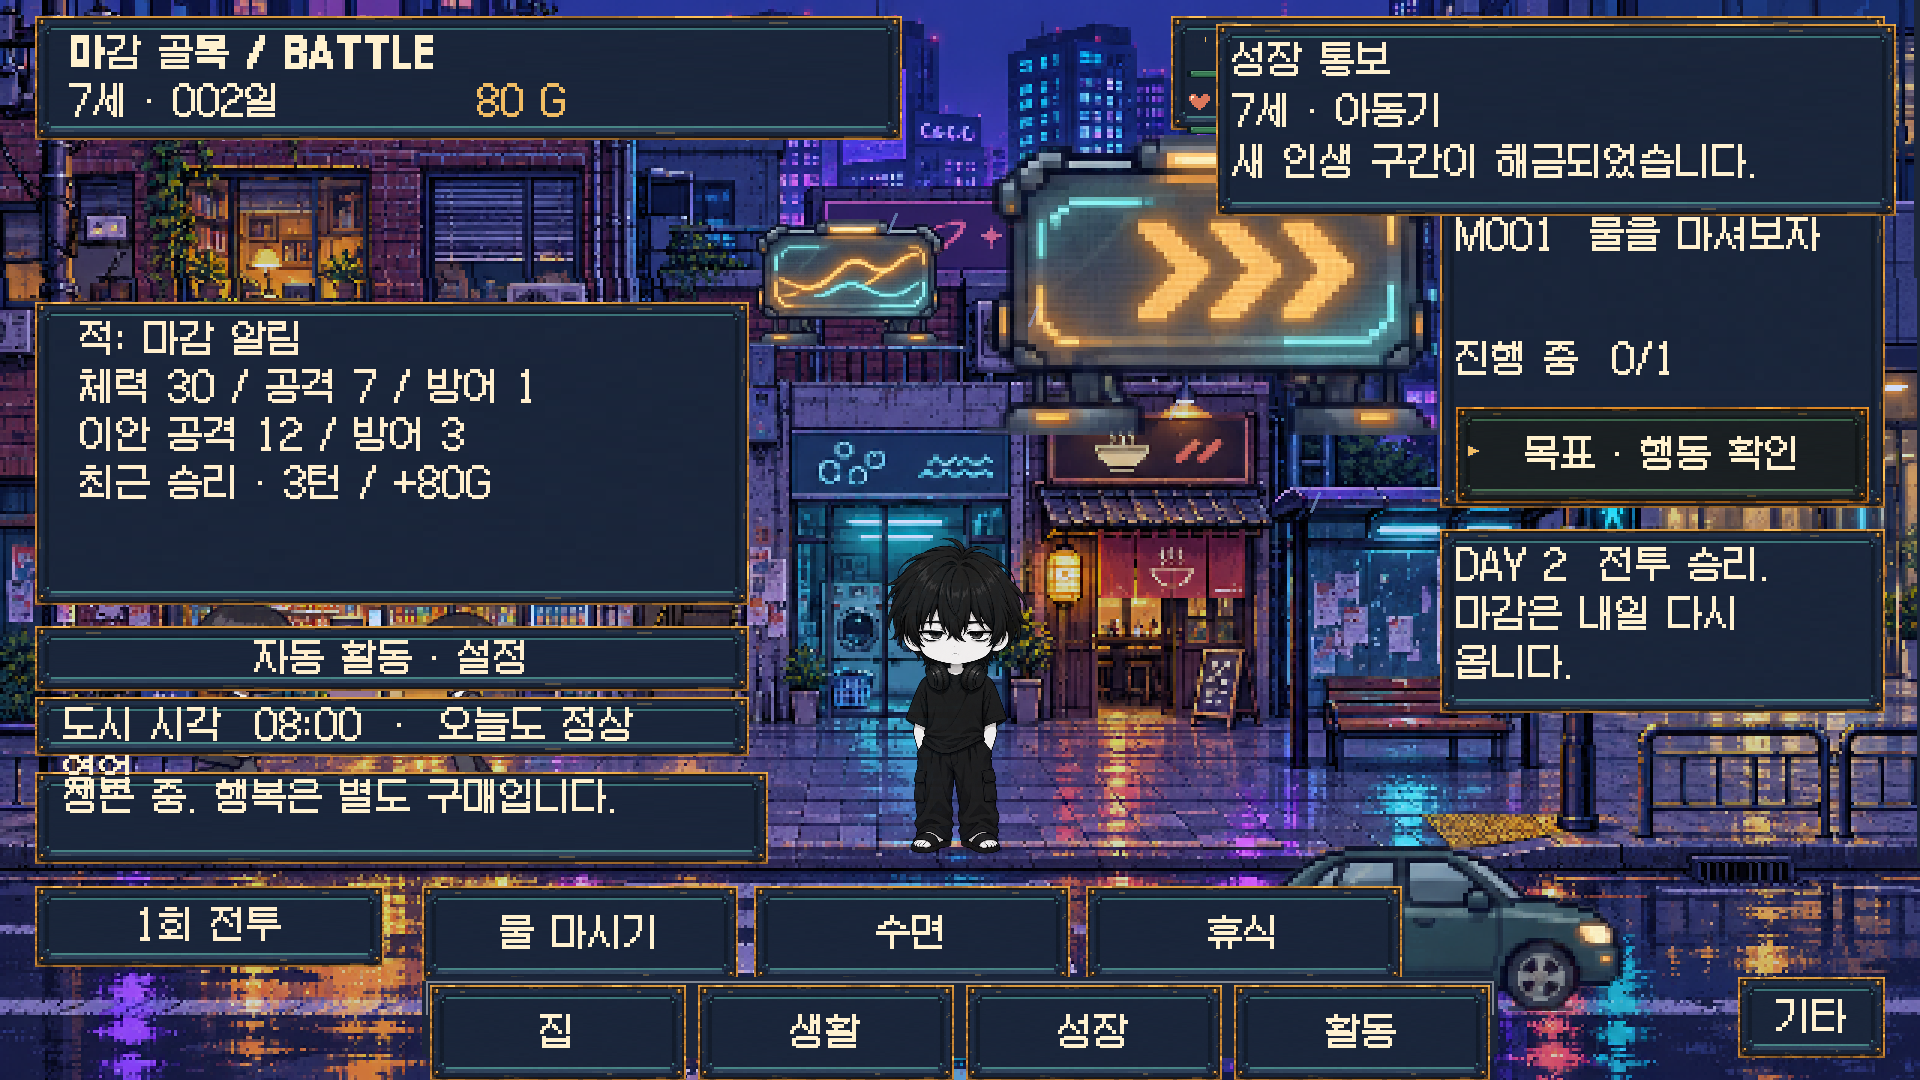 마감 골목 / BATTLE
7세 · 002일 80 G
성장 통보
7세 · 아동기
새 인생 구간이 해금되었습니다.
M001 물을 마셔보자
진행 중 0/1
목표 · 행동 확인
적: 마감 알림
체력 30 / 공격 7 / 방어 1
이안 공격 12 / 방어 3
최근 승리 · 3턴 / +80G
DAY 2 전투 승리.
마감은 내일 다시
옵니다.
자동 활동 · 설정
도시 시각 08:00 · 오늘도 정상
중. 행복은 별도 구매입니다.
1회 전투
물 마시기
수면
휴식
집
생활
성장
활동
기타